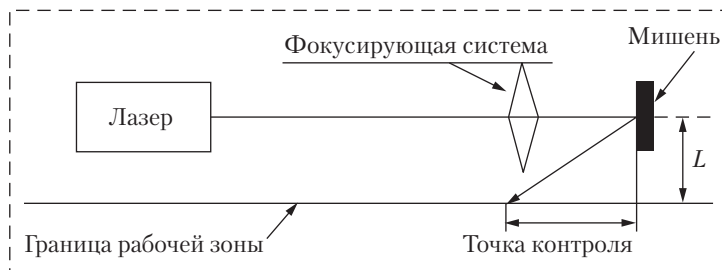 Фокусирующая система
Мишень
Лазер
L
Граница рабочей зоны
Точка контроля